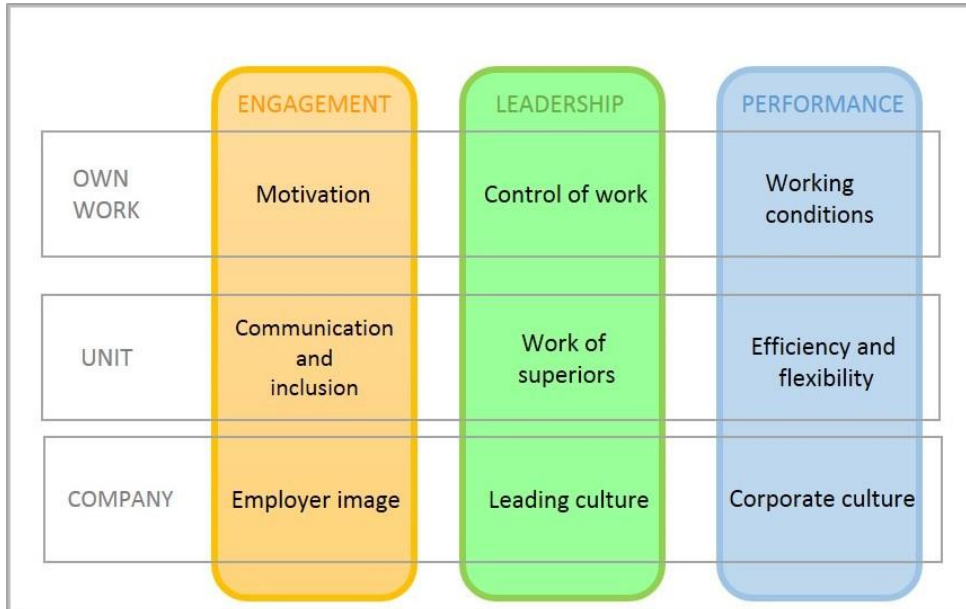 ENGAGEMENT
LEADERSHIP
PERFORMANCE
OWN
WORK
Motivation
Control of work
Working
conditions
UNIT
Communication
and
inclusion
Work of
superiors
Efficiency and
flexibility
COMPANY
Employer image
Leading culture
Corporate culture